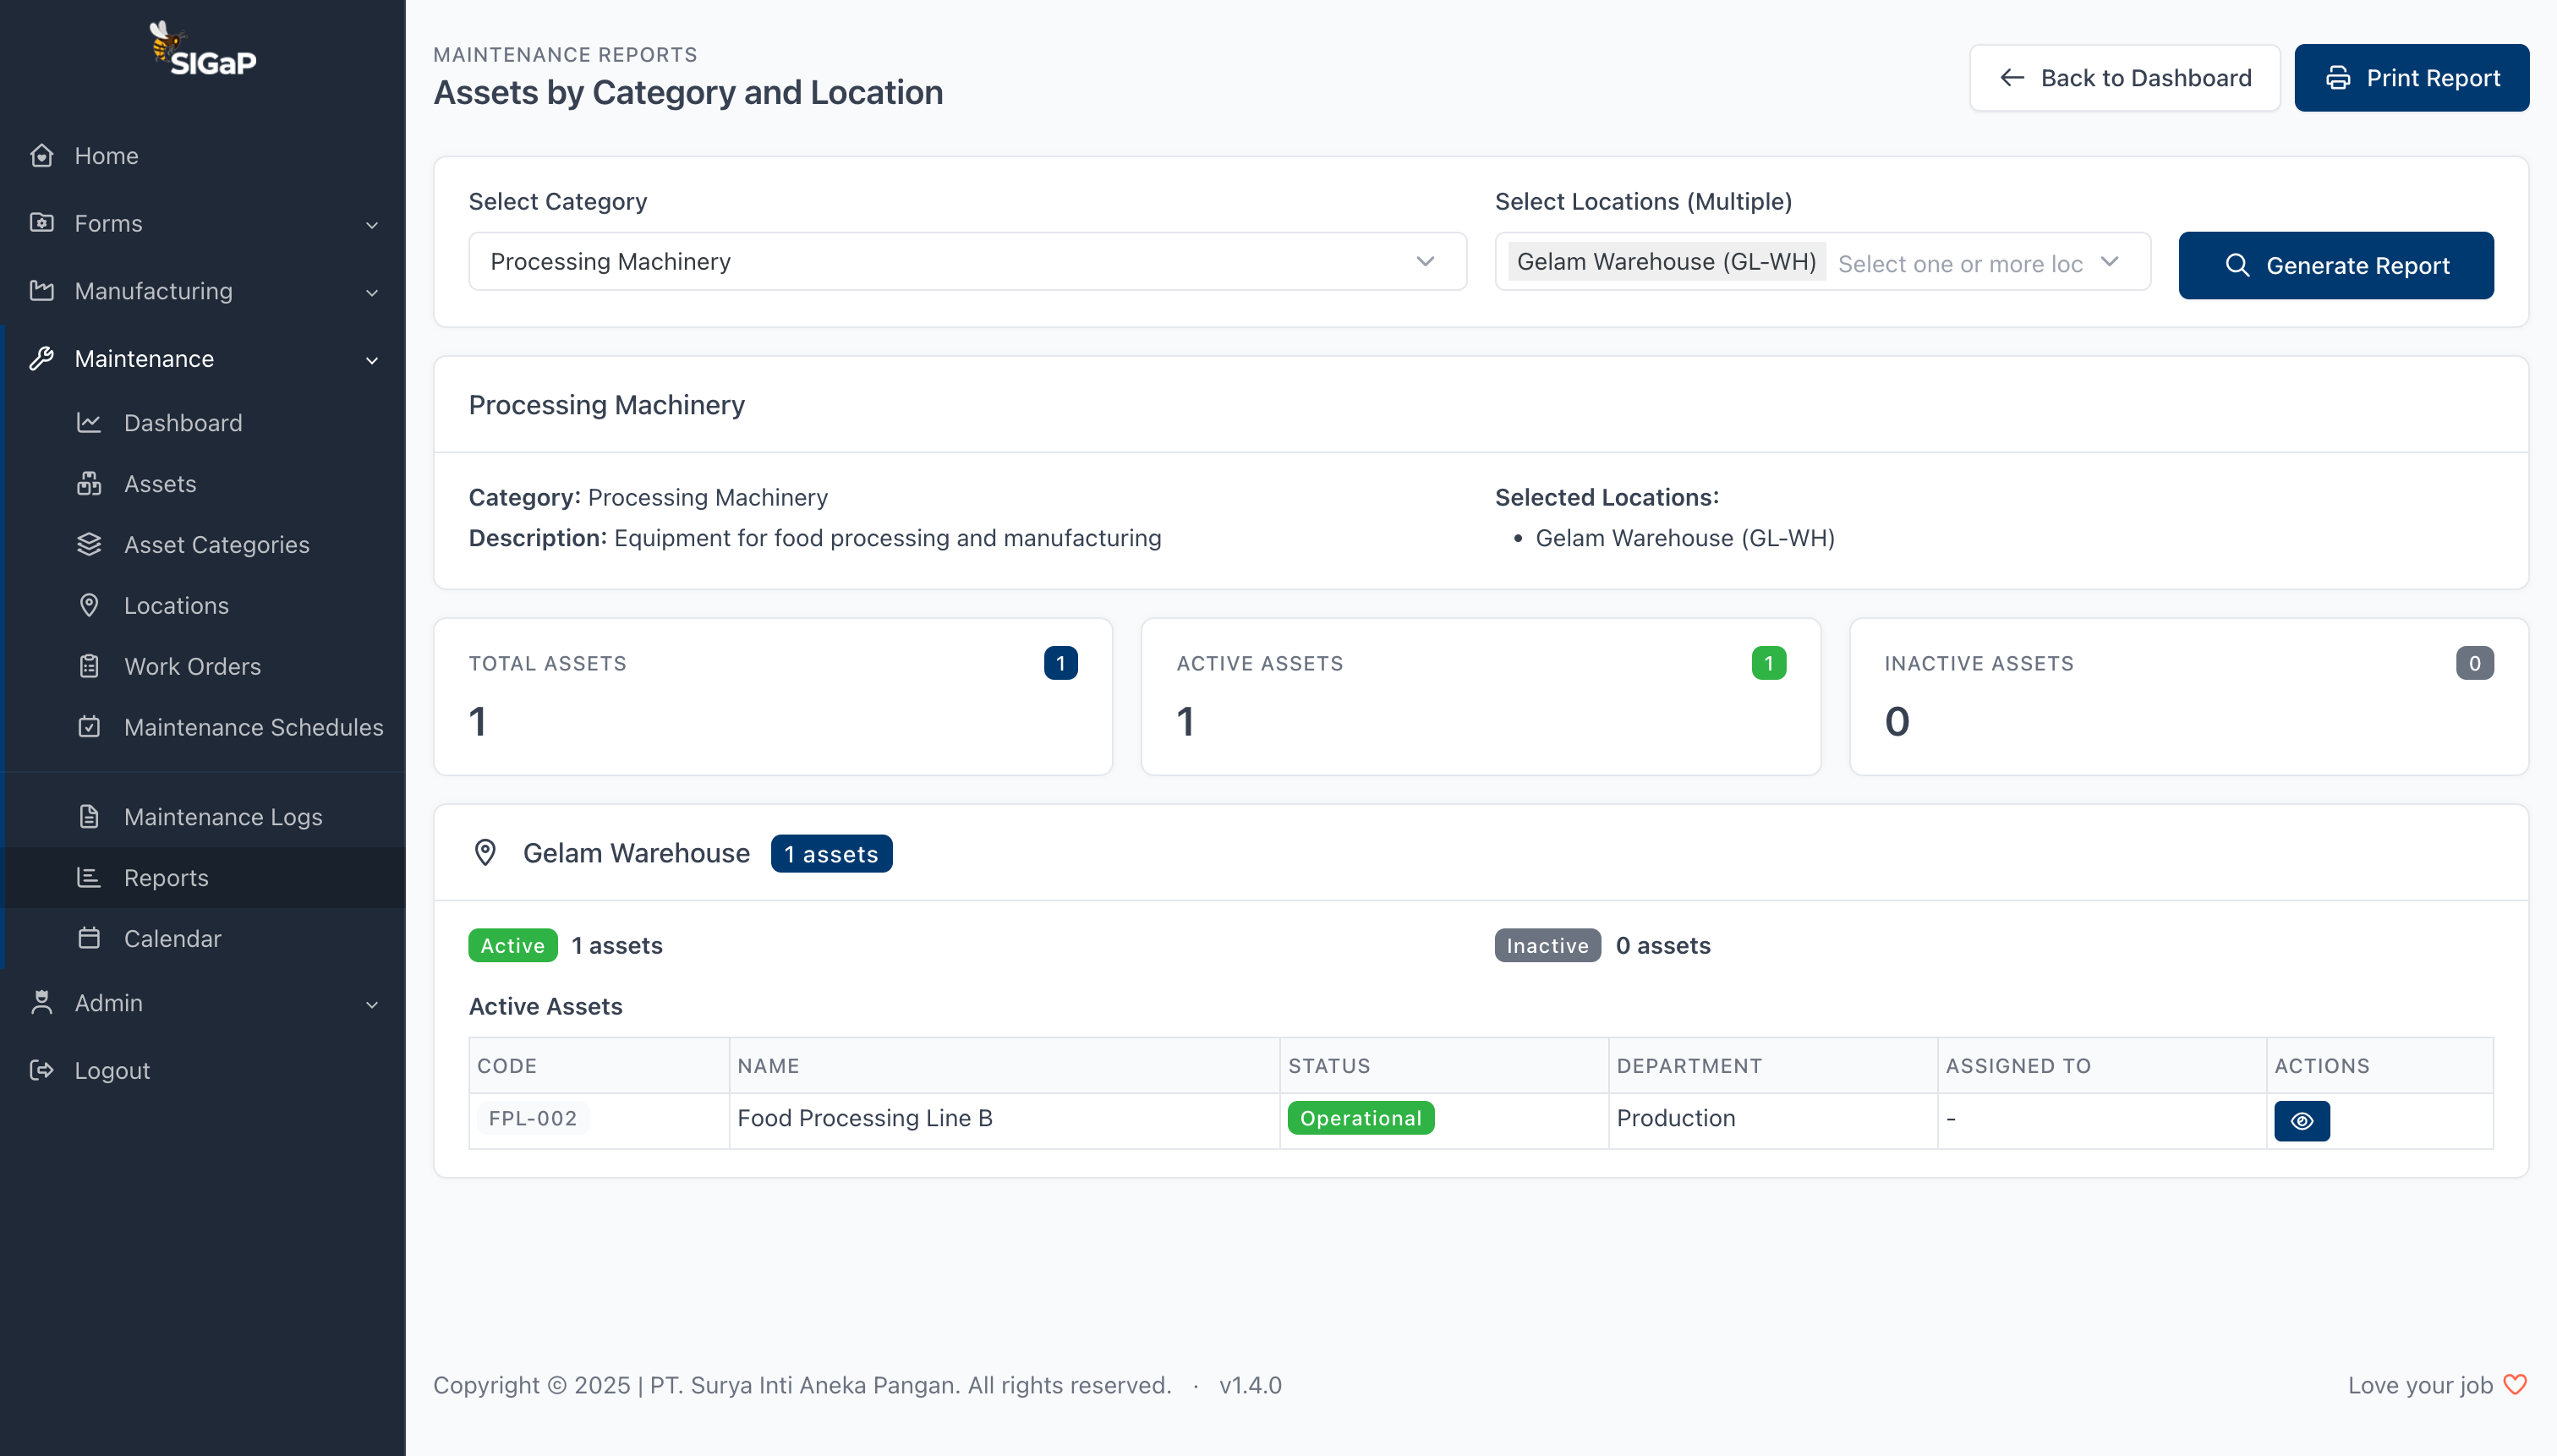 SIGaP
Home
Forms
Manufacturing
Maintenance
Dashboard
Assets
Asset Categories
Locations
Work Orders
Maintenance Schedules
Maintenance Logs
Reports
Calendar
Admin
Logout
MAINTENANCE REPORTS
Assets by Category and Location
Back to Dashboard
Print Report
Select Category
Processing Machinery
Select Locations (Multiple)
Gelam Warehouse (GL-WH) Select one or more loc
Generate Report
Processing Machinery
Category: Processing Machinery
Description: Equipment for food processing and manufacturing
Selected Locations:
• Gelam Warehouse (GL-WH)
TOTAL ASSETS 1
1
ACTIVE ASSETS 1
1
INACTIVE ASSETS 0
0
Gelam Warehouse 1 assets
Active 1 assets
Inactive 0 assets
Active Assets
CODE NAME STATUS DEPARTMENT ASSIGNED TO ACTIONS
FPL-002 Food Processing Line B Operational Production -
Copyright © 2025 | PT. Surya Inti Aneka Pangan. All rights reserved. · v1.4.0
Love your job